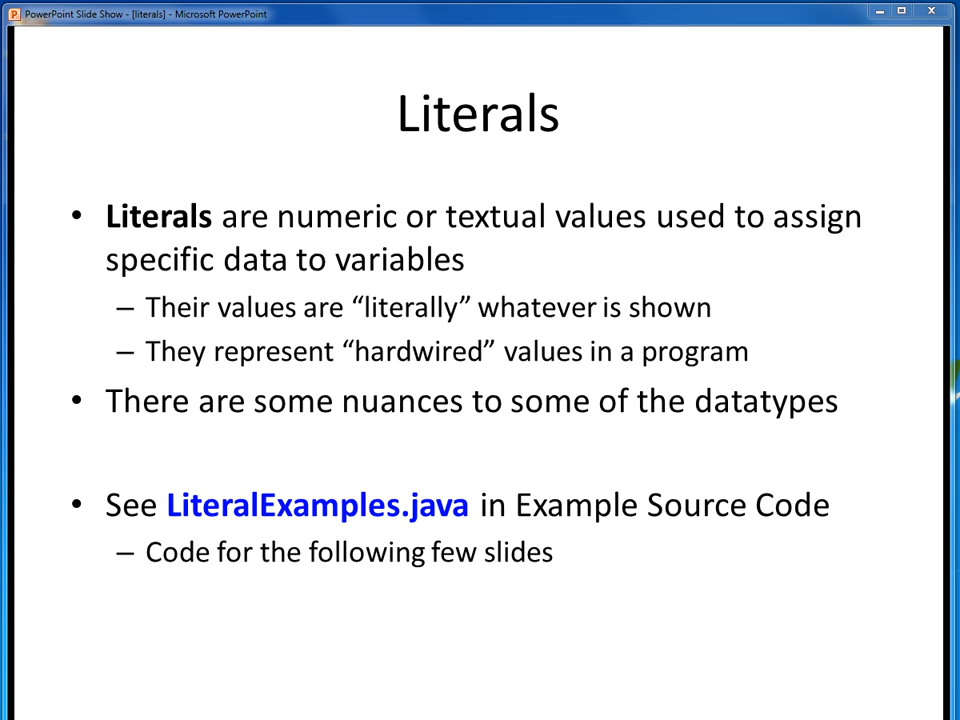 PowerPoint Slide Show - [literals] - Microsoft PowerPoint
Literals
• Literals are numeric or textual values used to assign
specific data to variables
– Their values are “literally” whatever is shown
– They represent “hardwired” values in a program
• There are some nuances to some of the datatypes
• See LiteralExamples.java in Example Source Code
– Code for the following few slides